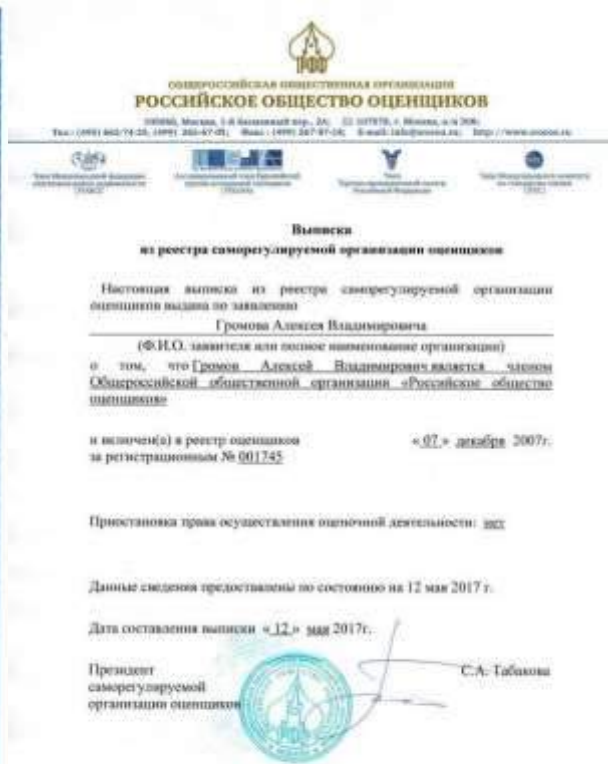 РОО
ОБЩЕРОССИЙСКАЯ ОБЩЕСТВЕННАЯ ОРГАНИЗАЦИЯ
РОССИЙСКОЕ ОБЩЕСТВО ОЦЕНЩИКОВ
Выписка
из реестра саморегулируемой организации оценщиков
Настоящая выписка из реестра саморегулируемой организации
оценщиков выдана по заявлению
Громова Алексея Владимировича
(Ф.И.О. заявителя или полное наименование организации)
о том, что Громов Алексей Владимирович является членом
Общероссийской общественной организации «Российское общество
оценщиков»
и включен(а) в реестр оценщиков « 07 » декабря 2007г.
за регистрационным № 001745
Приостановка права осуществления оценочной деятельности: нет
Данные сведения предоставлены по состоянию на 12 мая 2017 г.
Дата составления выписки « 12 » мая 2017г.
Президент С.А. Табакова
саморегулируемой
организации оценщиков